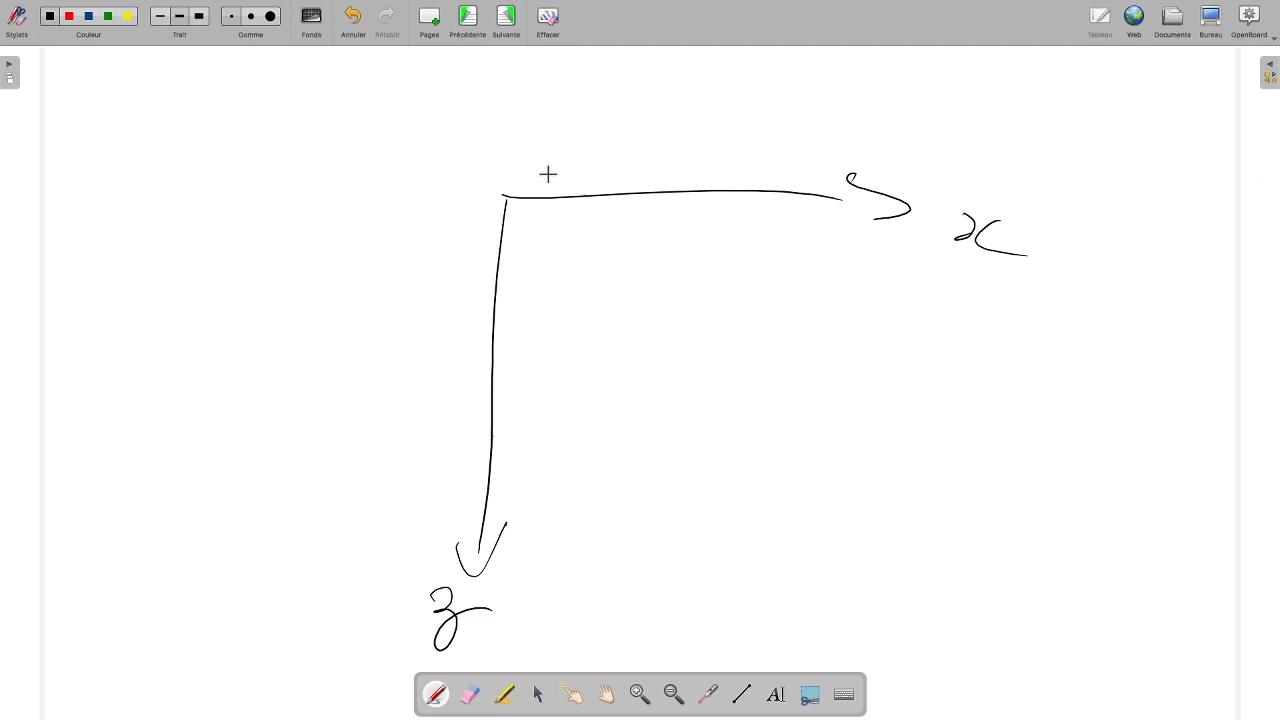 Stylets Couleur Trait Gomme Fonds Annuler Rétablir Pages Précédente Suivante Effacer Tableau Web Documents Bureau OpenBoard
x
z